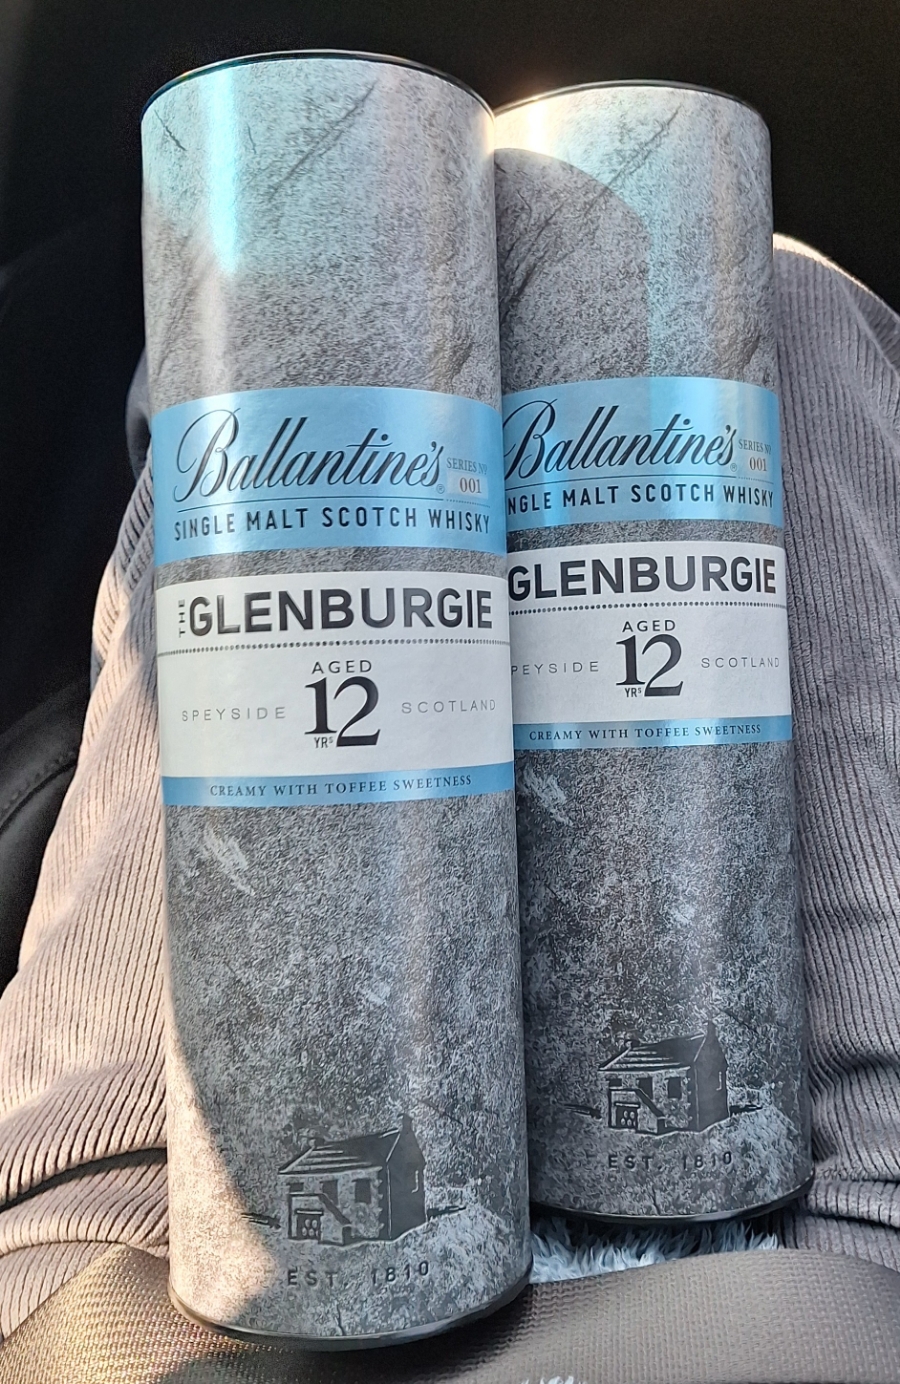 Ballantine's
SERIES Nº
001
SINGLE MALT SCOTCH WHISKY
THE GLENBURGIE
AGED
12
YRS
SPEYSIDE
SCOTLAND
CREAMY WITH TOFFEE SWEETNESS
EST. 1810
Ballantine's
SERIES Nº
001
NGLE MALT SCOTCH WHISKY
GLENBURGIE
AGED
12
YRS
PEYSIDE
SCOTLAND
CREAMY WITH TOFFEE SWEETNESS
EST. 1810